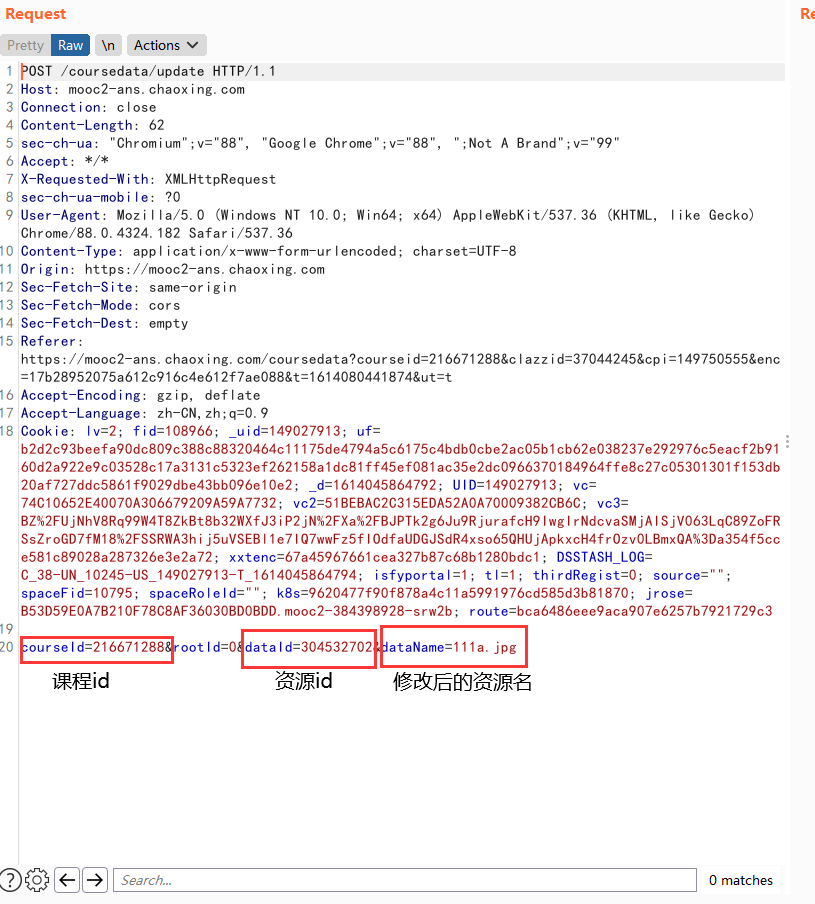 Request
Re
Pretty Raw \n Actions
1 POST /coursedata/update HTTP/1.1
2 Host: mooc2-ans.chaoxing.com
3 Connection: close
4 Content-Length: 62
5 sec-ch-ua: "Chromium";v="88", "Google Chrome";v="88", ";Not A Brand";v="99"
6 Accept: */*
7 X-Requested-With: XMLHttpRequest
8 sec-ch-ua-mobile: ?0
9 User-Agent: Mozilla/5.0 (Windows NT 10.0; Win64; x64) AppleWebKit/537.36 (KHTML, like Gecko)
Chrome/88.0.4324.182 Safari/537.36
10 Content-Type: application/x-www-form-urlencoded; charset=UTF-8
11 Origin: https://mooc2-ans.chaoxing.com
12 Sec-Fetch-Site: same-origin
13 Sec-Fetch-Mode: cors
14 Sec-Fetch-Dest: empty
15 Referer:
https://mooc2-ans.chaoxing.com/coursedata?courseid=216671288&clazzid=37044245&cpi=149750555&enc
=17b28952075a612c916c4e612f7ae088&t=1614080441874&ut=t
16 Accept-Encoding: gzip, deflate
17 Accept-Language: zh-CN,zh;q=0.9
18 Cookie: lv=2; fid=108966; _uid=149027913; uf=
b2d2c93beefa90dc809c388c88320464c11175de4794a5c6175c4bdb0cbe2ac05b1cb62e038237e292976c5eacf2b91
60d2a922e9c03528c17a3131c5323ef262158a1dc81ff45ef081ac35e2dc0966370184964ffe8c27c05301301f153db
20af727ddc5861f9029dbe43bb096e10e2; _d=1614045864792; UID=149027913; vc=
74C10652E40070A306679209A59A7732; vc2=51BEBAC2C315EDA52A0A70009382CB6C; vc3=
BZ%2FUjNhV8Rq99W4T8ZkBt8b32WXfJ3iP2jN%2FXa%2FBJPTk2g6Ju9RjurafcH9IwgIrNdcvaSMjAISjVO63LqC89ZoFR
SsZroGD7fM18%2FSSRWA3hij5uVSEBI1e7IQ7wwFz5fIOdfaUDGJSdR4xso65QHUjApkxcH4frOzvOLBmxQA%3Da354f5cc
e581c89028a287326e3e2a72; xxtenc=67a45967661cea327b87c68b1280bdc1; DSSTASH_LOG=
C_38-UN_10245-US_149027913-T_1614045864794; isfyportal=1; tl=1; thirdRegist=0; source="";
spaceFid=10795; spaceRoleId=""; k8s=9620477f90f878a4c11a5991976cd585d3b81870; jrose=
B53D59E0A7B210F78C8AF36030BD0BDD.mooc-384398928-srw2b; route=bca6486eee9aca907e6257b7921729c3
19
20 courseId=216671288&rootId=0&dataId=304532702&dataName=111a.jpg
课程id 资源id 修改后的资源名
Search... 0 matches